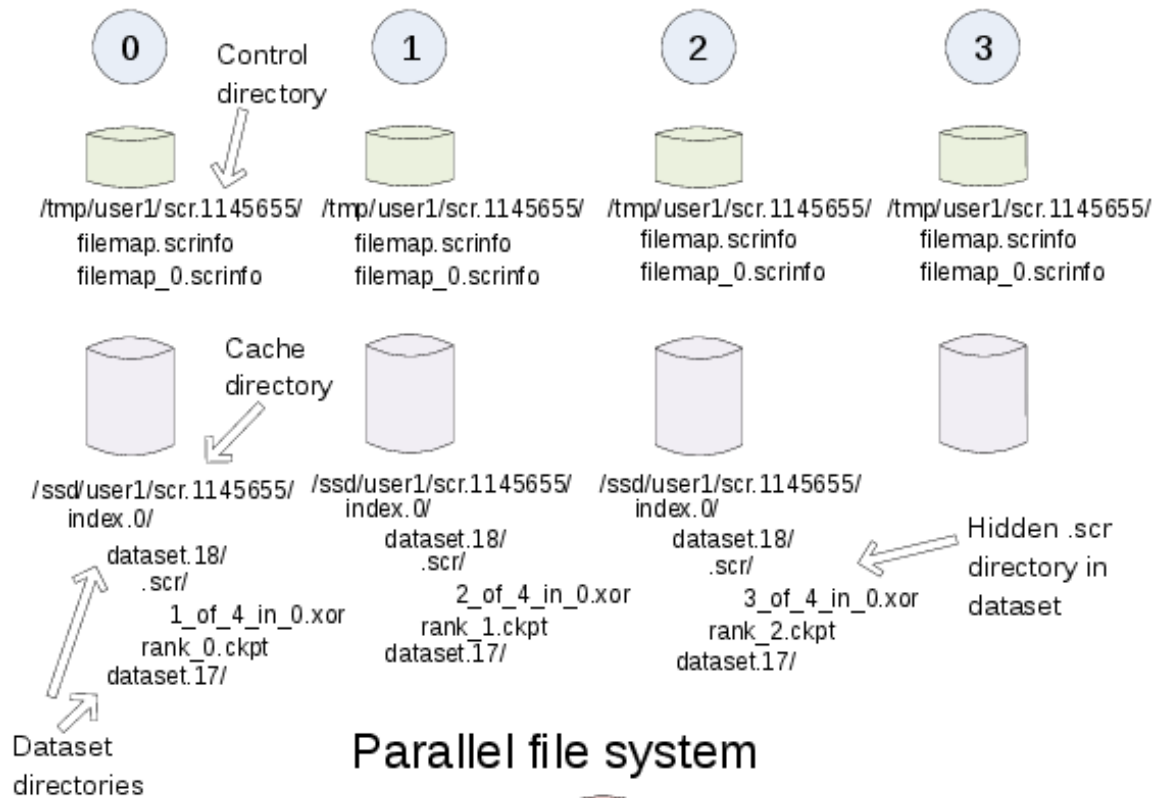 0
1
2
3
Control
directory
/tmp/user1/scr.1145655/
filemap.scrinfo
filemap_0.scrinfo
/tmp/user1/scr.1145655/
filemap.scrinfo
filemap_0.scrinfo
/tmp/user1/scr.1145655/
filemap.scrinfo
filemap_0.scrinfo
/tmp/user1/scr.1145655/
filemap.scrinfo
filemap_0.scrinfo
Cache
directory
/ssd/user1/scr.1145655/
index.0/
dataset.18/
.scr/
1_of_4_in_0.xor
rank_0.ckpt
dataset.17/
/ssd/user1/scr.1145655/
index.0/
dataset.18/
.scr/
2_of_4_in_0.xor
rank_1.ckpt
dataset.17/
/ssd/user1/scr.1145655/
index.0/
dataset.18/
.scr/
3_of_4_in_0.xor
rank_2.ckpt
dataset.17/
Hidden .scr
directory in
dataset
Dataset
directories
Parallel file system